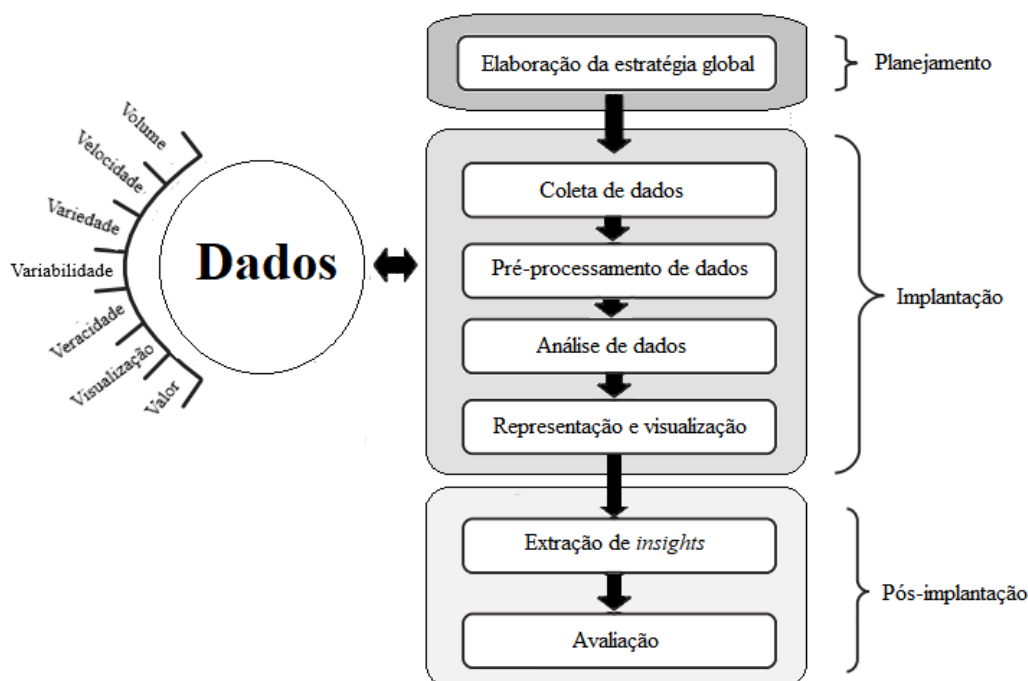 Elaboração da estratégia global
Planejamento
Volume
Velocidade
Variedade
Variabilidade
Veracidade
Visualização
Valor
Dados
Coleta de dados
Pré-processamento de dados
Análise de dados
Representação e visualização
Implantação
Extração de insights
Avaliação
Pós-implantação